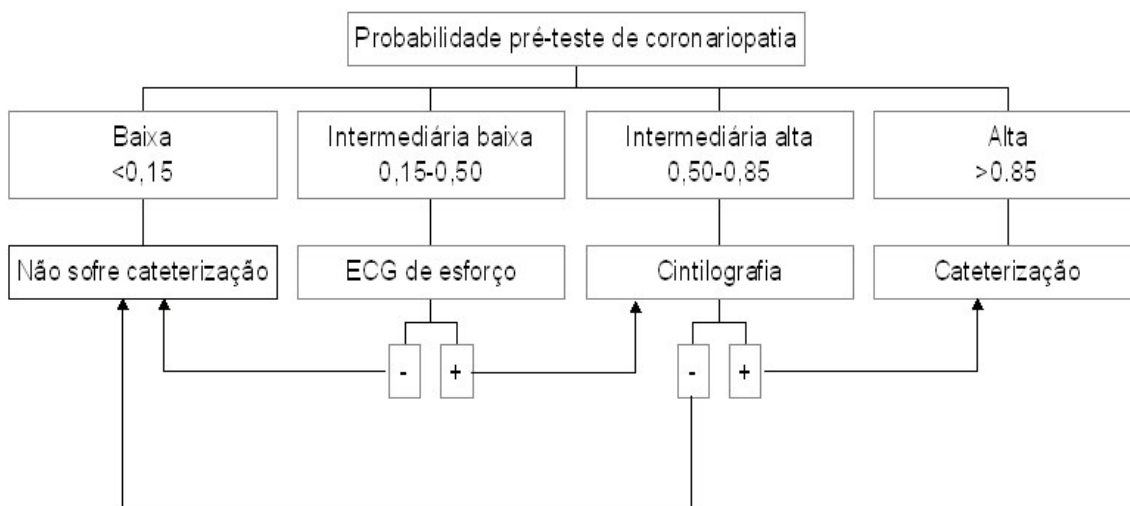 Probabilidade pré-teste de coronariopatia
Baixa
<0,15
Intermediária baixa
0,15-0,50
Intermediária alta
0,50-0,85
Alta
>0.85
Não sofre cateterização
ECG de esforço
Cintilografia
Cateterização
-
+
-
+